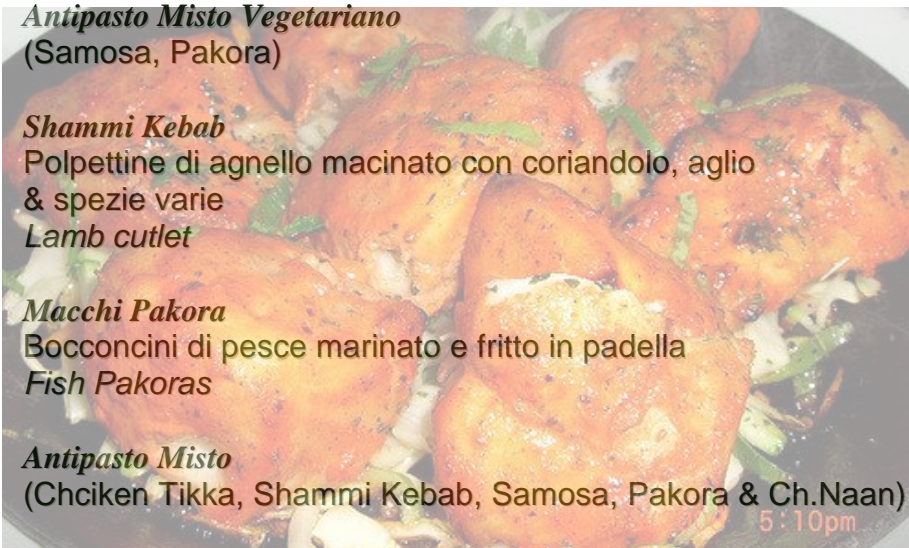 Antipasto Misto Vegetariano
(Samosa, Pakora)
Shammi Kebab
Polpettine di agnello macinato con coriandolo, aglio
& spezie varie
Lamb cutlet
Macchi Pakora
Bocconcini di pesce marinato e fritto in padella
Fish Pakoras
Antipasto Misto
(Chciken Tikka, Shammi Kebab, Samosa, Pakora & Ch.Naan)
5:10pm